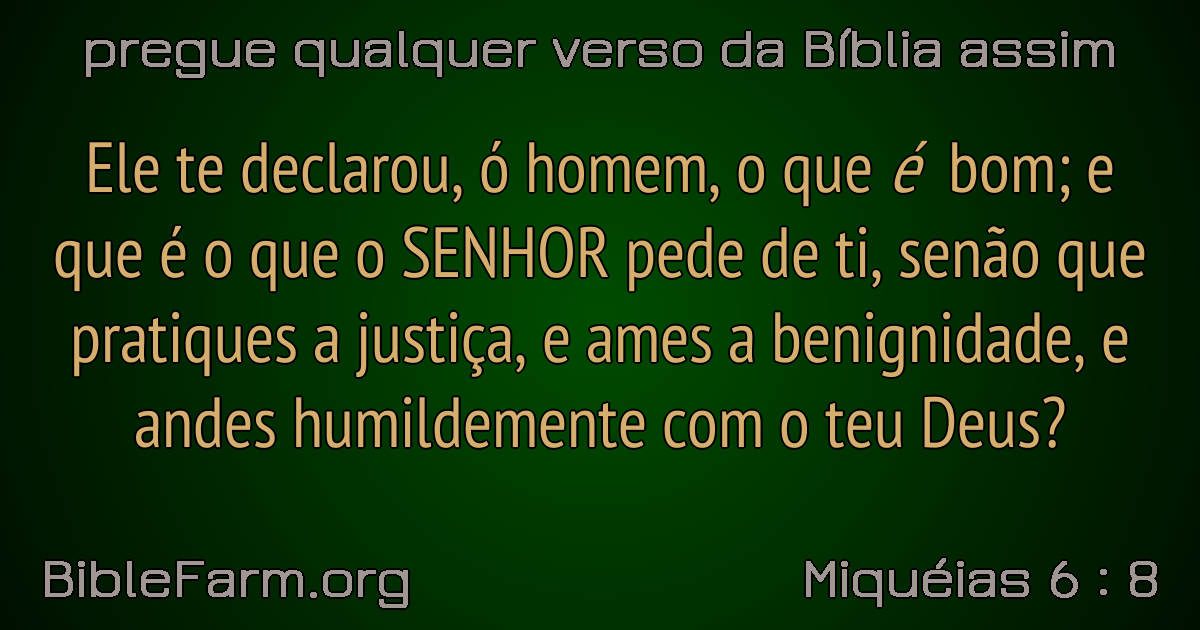 pregue qualquer verso da Bíblia assim
Ele te declarou, ó homem, o que é bom; e
que é o que o SENHOR pede de ti, senão que
pratiques a justiça, e ames a benignidade, e
andes humildemente com o teu Deus?
BibleFarm.org
Miquéias 6 : 8